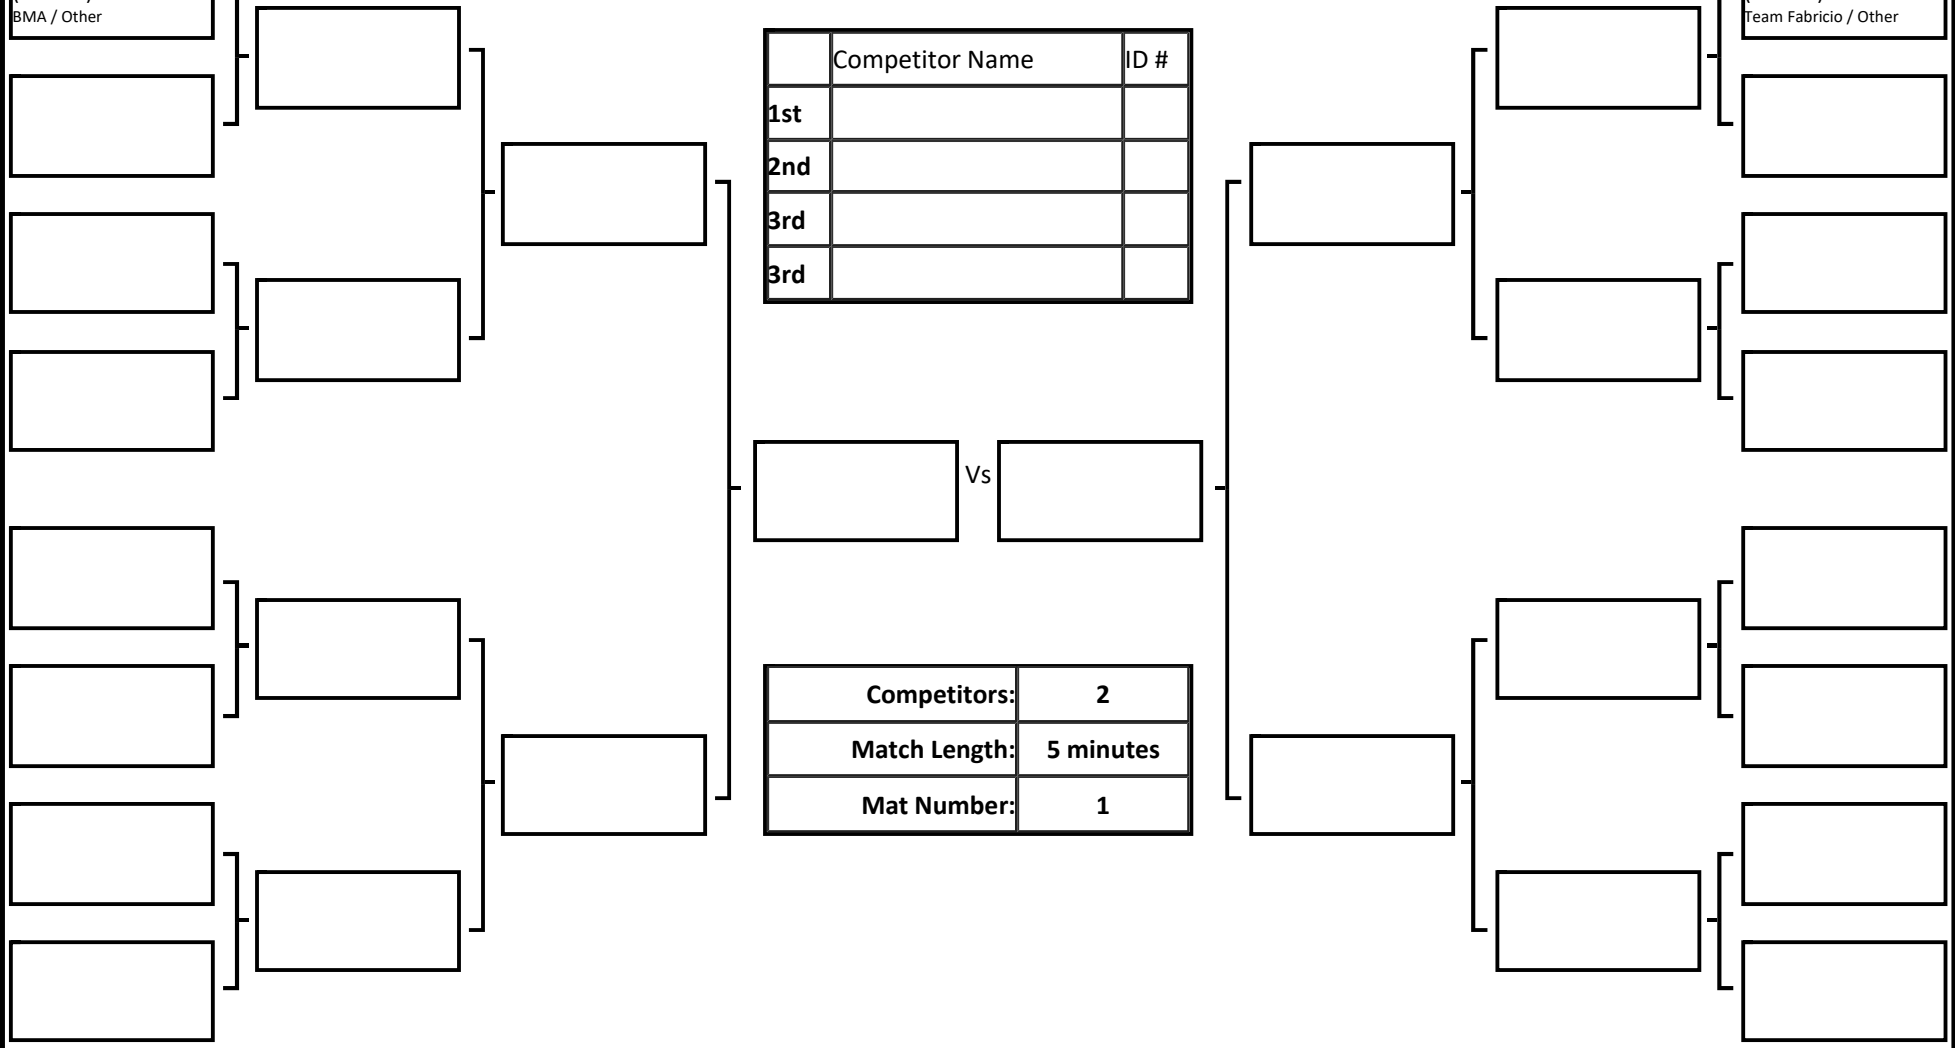 BMA / Other
Team Fabricio / Other
Competitor Name ID #
1st
2nd
3rd
3rd
Vs
Competitors: 2
Match Length: 5 minutes
Mat Number: 1